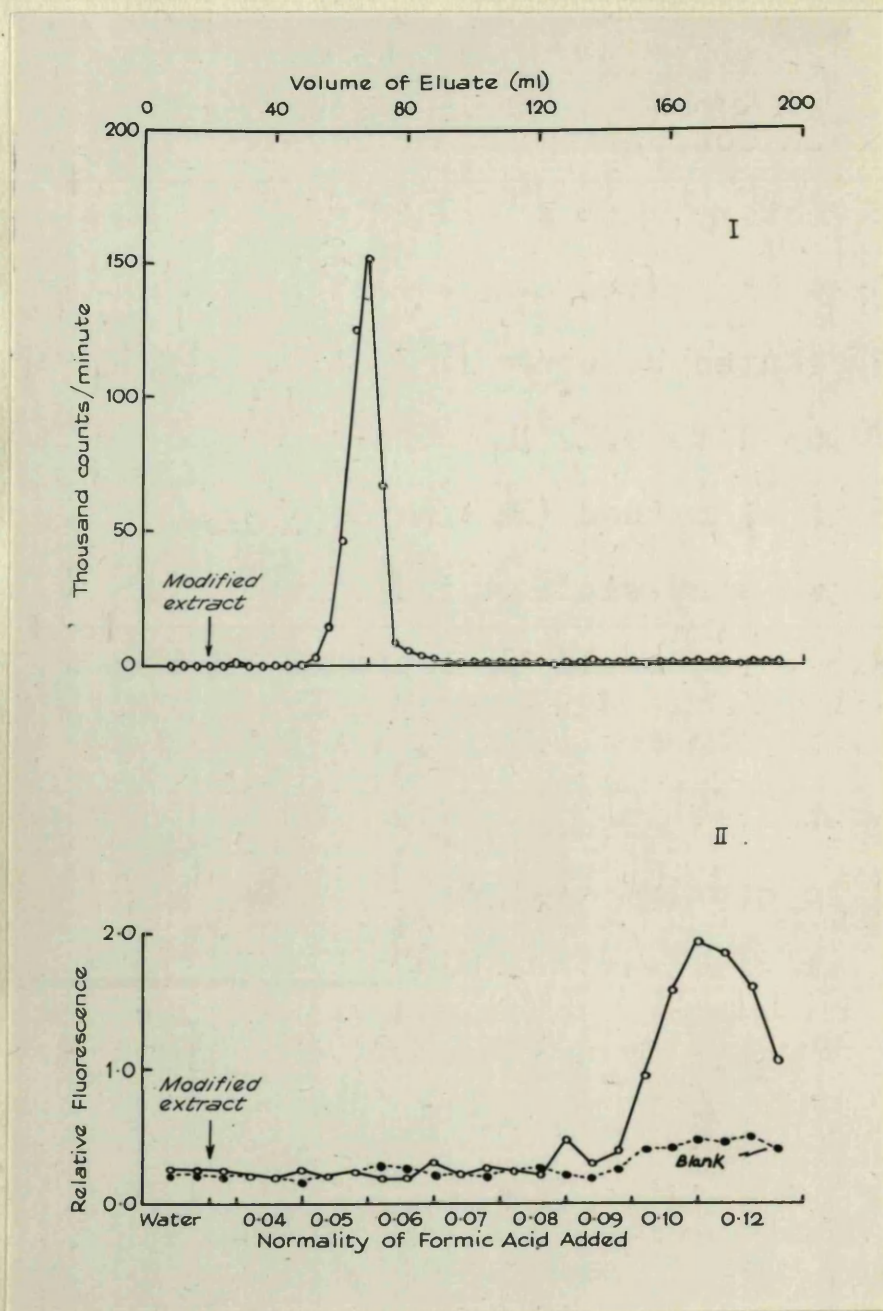 Volume of Eluate (ml)
0 40 80 120 160 200
200
150
100
50
0
Thousand counts/minute
I
Modified
extract
II
2·0
1·0
0·0
Relative Fluorescence
Modified
extract
Blank
Water 0·04 0·05 0·06 0·07 0·08 0·09 0·10 0·12
Normality of Formic Acid Added